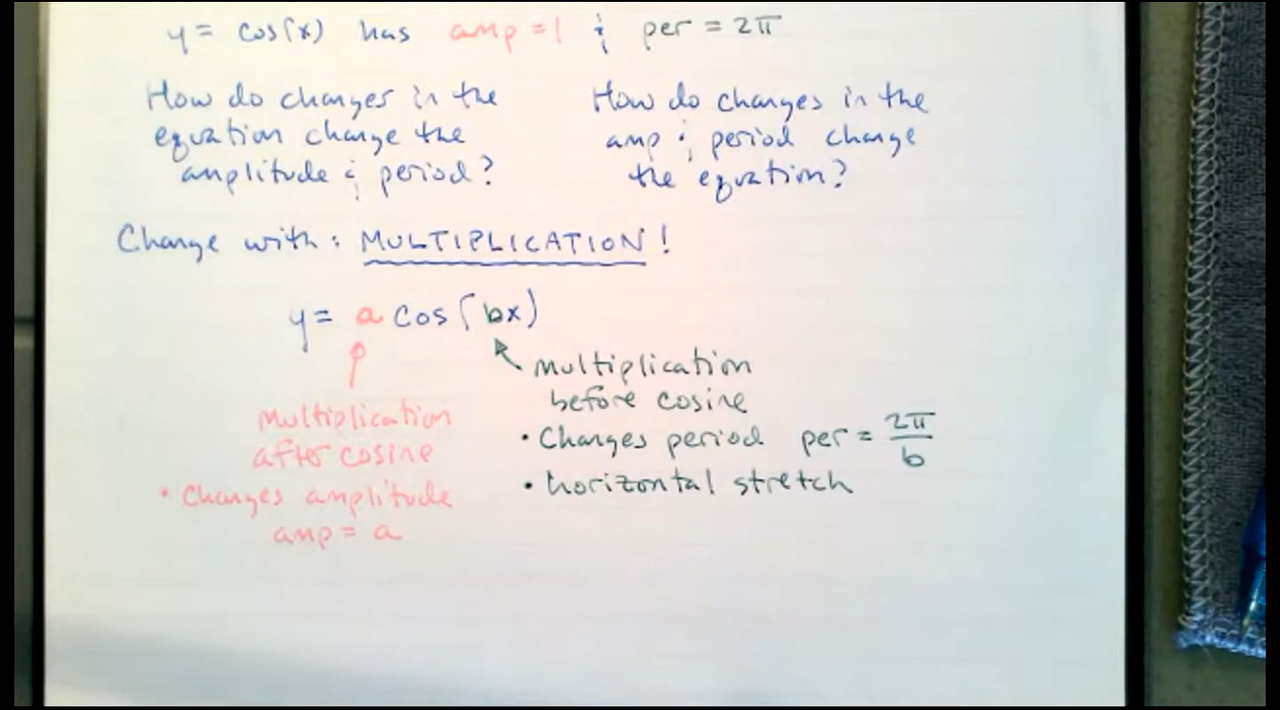 y = cos(x) has amp = 1 & per = 2π
How do changes in the
equation change the
amplitude & period?
How do changes in the
amp & period change
the equation?
Change with: MULTIPLICATION!
y = a cos(bx)
Multiplication
after cosine
• Changes amplitude
amp = a
Multiplication
before cosine
• Changes period per = 2π/b
• horizontal stretch